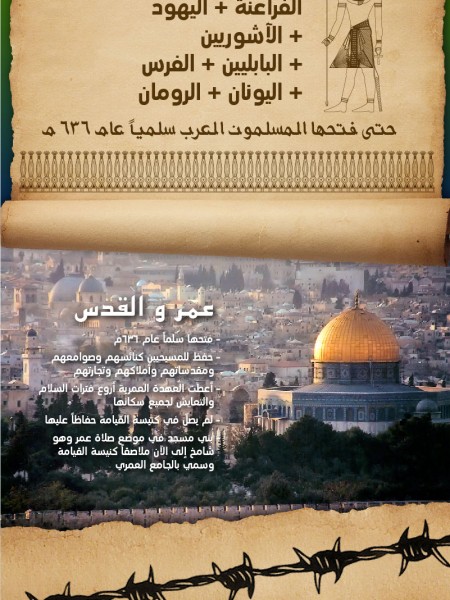 الفراعنة + اليهود
+ الآشوريين
+ البابليين + الفرس
+ اليونان + الرومان
حتى فتحها المسلمون العرب سلمياً عام ٦٣٦ م
عمر و القدس
- فتحها سلماً عام ٦٣٦م
- حفظ للمسيحيين كنائسهم وصوامعهم
ومقدساتهم وأملاكهم وتجارتهم
- أعطت العهدة العمرية أروع فترات السلام
والتعايش لجميع سكانها
- لم يصل في كنيسة القيامة حفاظاً عليها
- بني مسجد في موضع صلاة عمر وهو
شامخ إلى الآن ملاصقاً كنيسة القيامة
وسمي بالجامع العمري